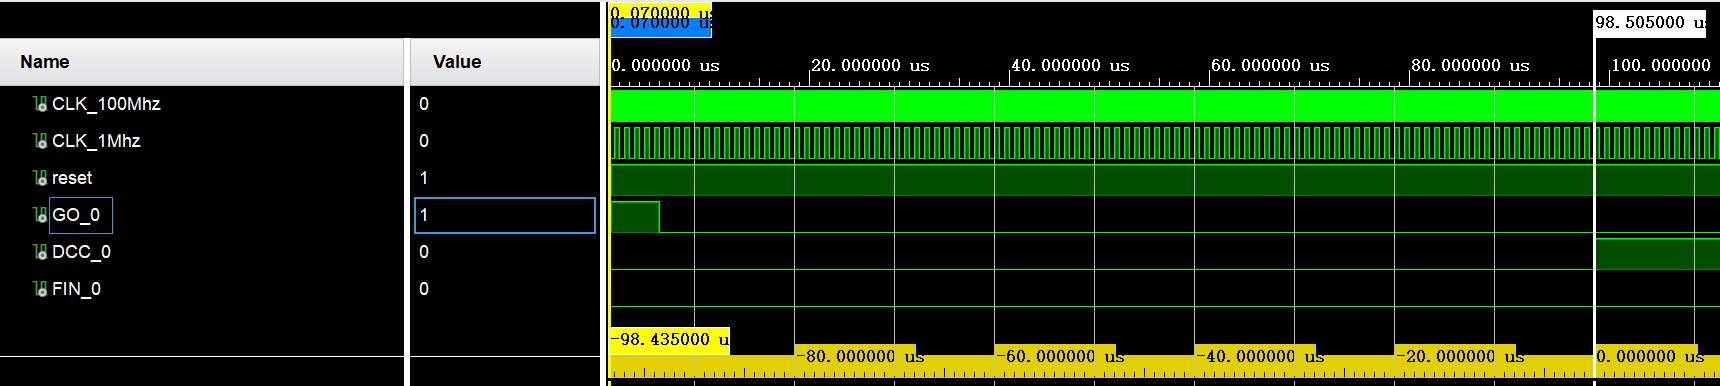 0.070000 us
0.070000 us
98.505000 u
Name
Value
0.000000 us
20.000000 us
40.000000 us
60.000000 us
80.000000 us
100.000000
CLK_100Mhz
0
CLK_1Mhz
0
reset
1
GO_0
1
DCC_0
0
FIN_0
0
-98.435000 u
-80.000000 us
-60.000000 us
-40.000000 us
-20.000000 us
0.000000 us